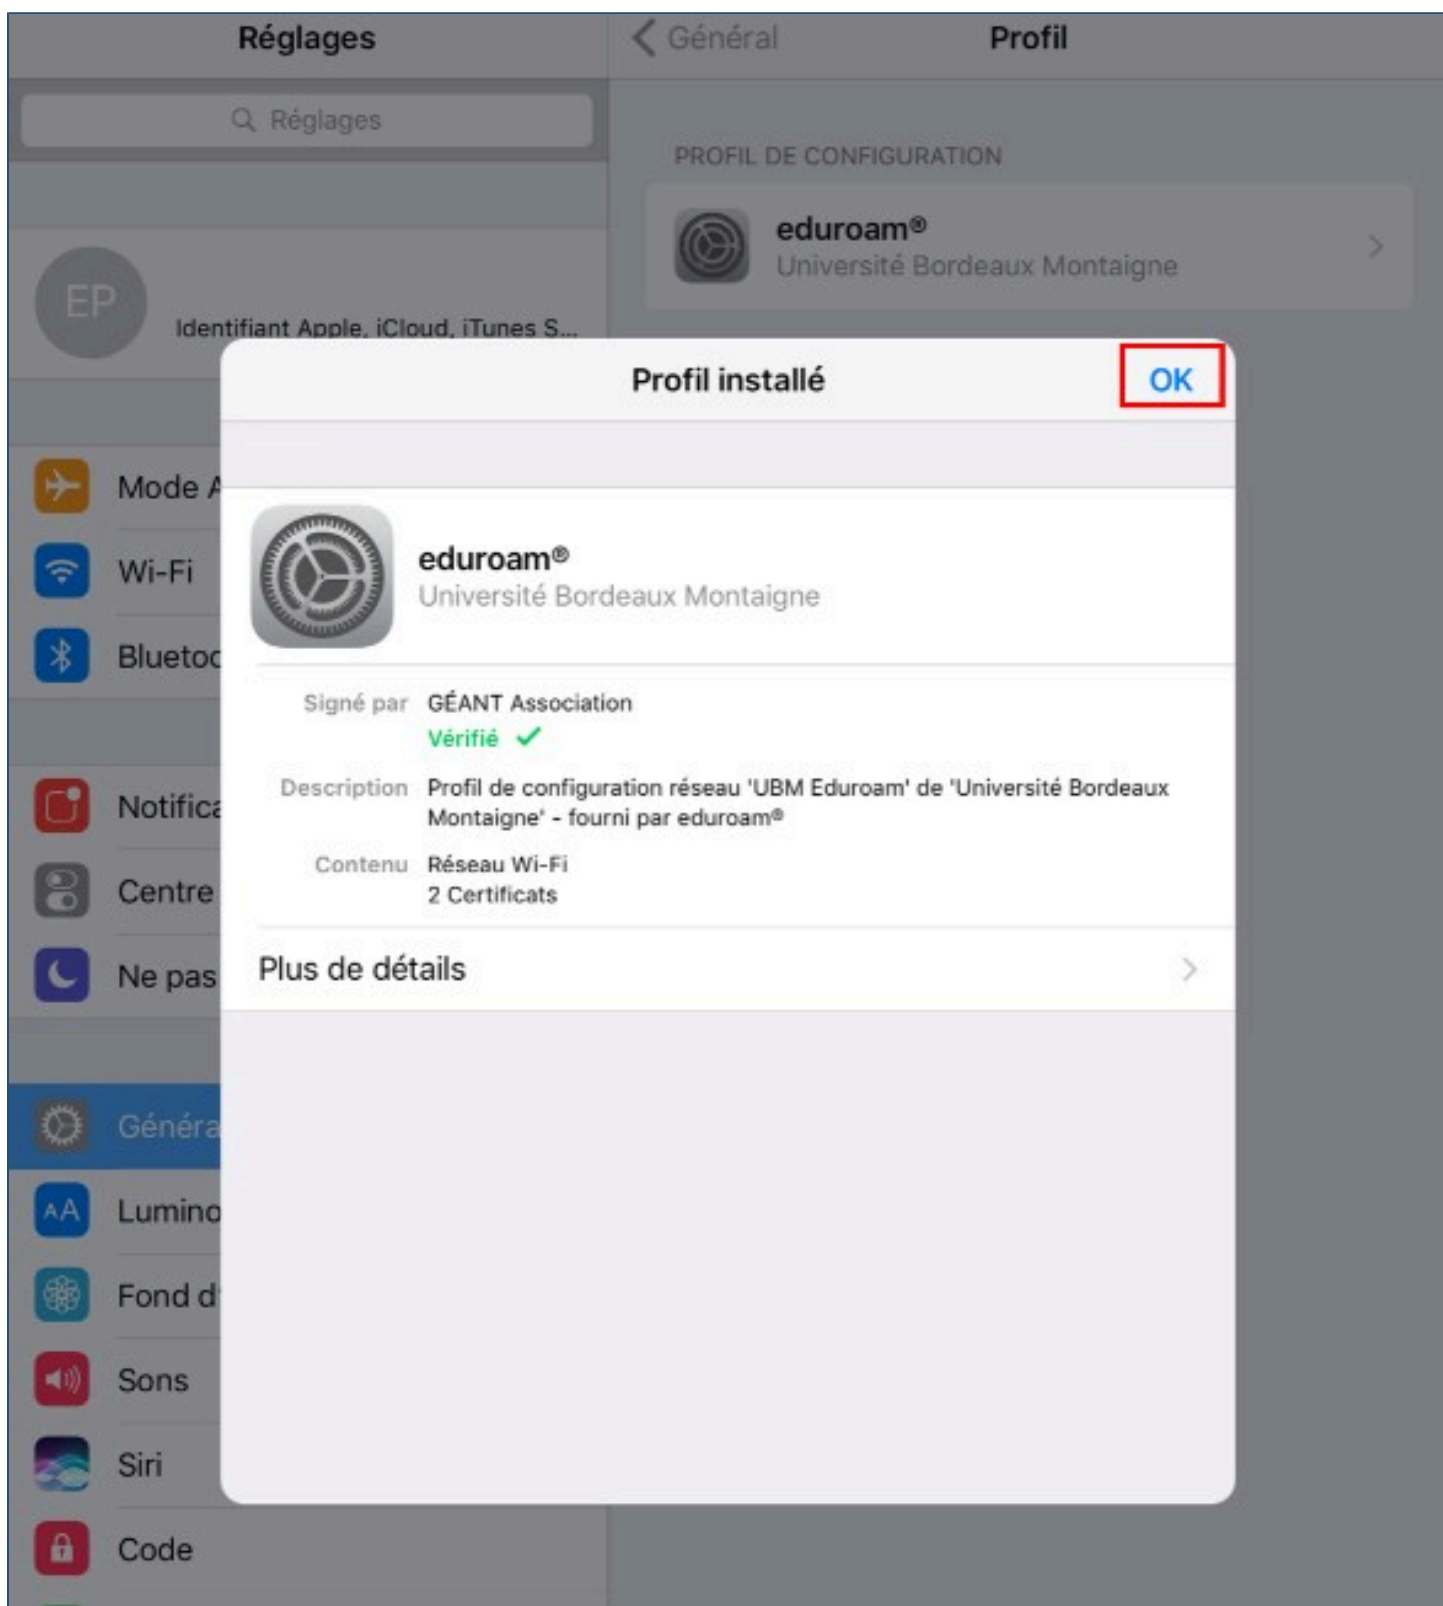 Réglages
Général
Profil
Réglages
PROFIL DE CONFIGURATION
eduroam®
Université Bordeaux Montaigne
EP
Identifiant Apple, iCloud, iTunes S...
Profil installé
OK
Mode A
Wi-Fi
Bluetoo
eduroam®
Université Bordeaux Montaigne
Signé par GÉANT Association
Vérifié
Description Profil de configuration réseau 'UBM Eduroam' de 'Université Bordeaux
Montaigne' - fourni par eduroam®
Contenu Réseau Wi-Fi
2 Certificats
Plus de détails
Notifica
Centre
Ne pas
Généra
AA
Lumino
Fond d'
Sons
Siri
Code